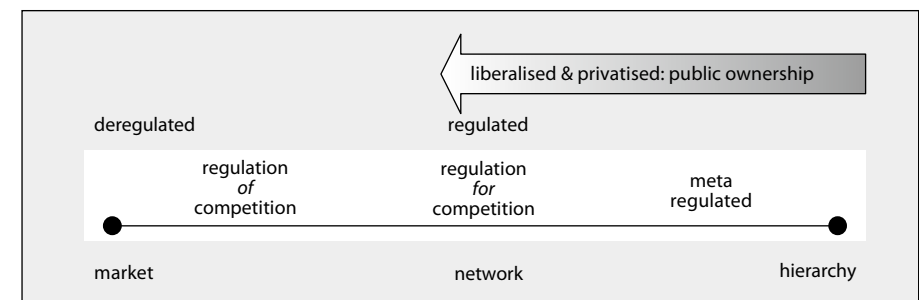 liberalised & privatised: public ownership
deregulated
regulated
regulation
of
competition
regulation
for
competition
meta
regulated
market
network
hierarchy